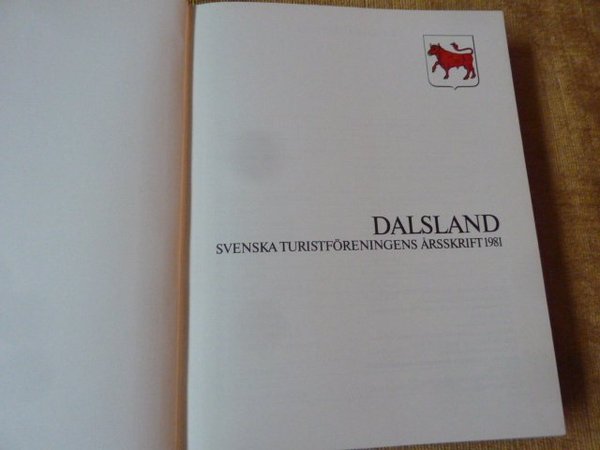 DALSLAND
SVENSKA TURISTFÖRENINGENS ÅRSSKRIFT 1981